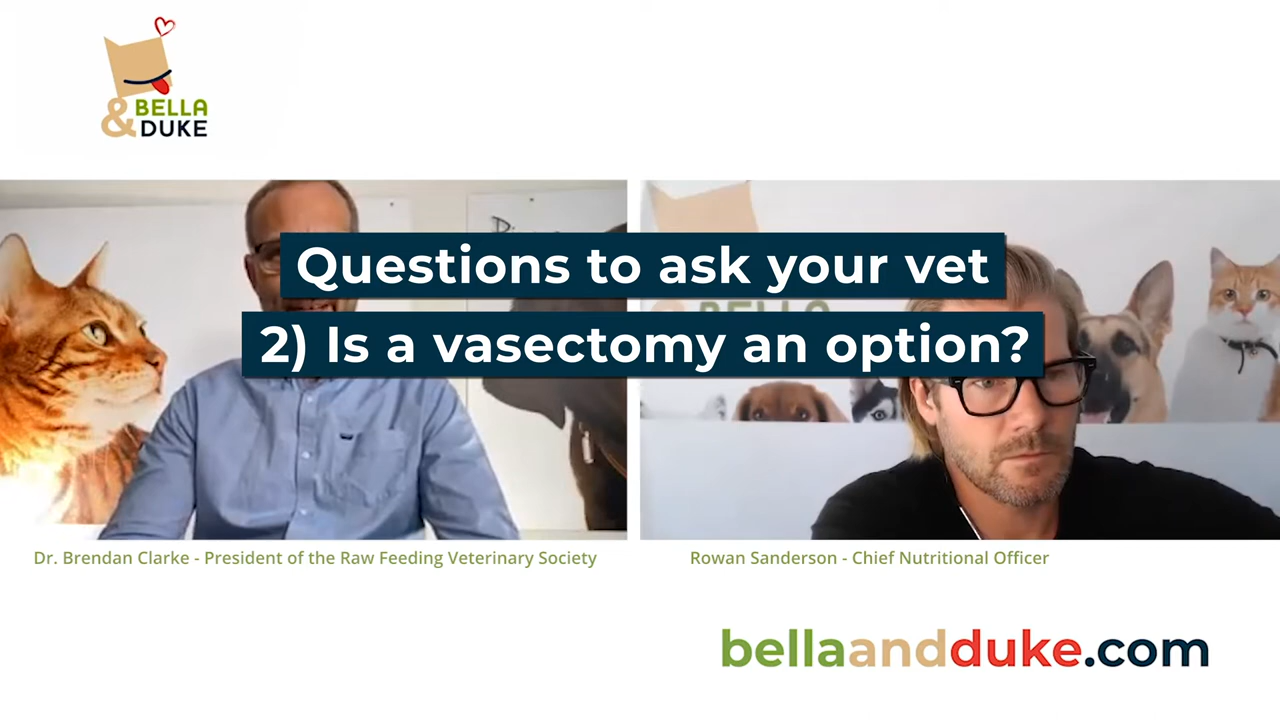 & BELLA
DUKE
Questions to ask your vet
2) Is a vasectomy an option?
Dr. Brendan Clarke - President of the Raw Feeding Veterinary Society
Rowan Sanderson - Chief Nutritional Officer
bellaandduke.com